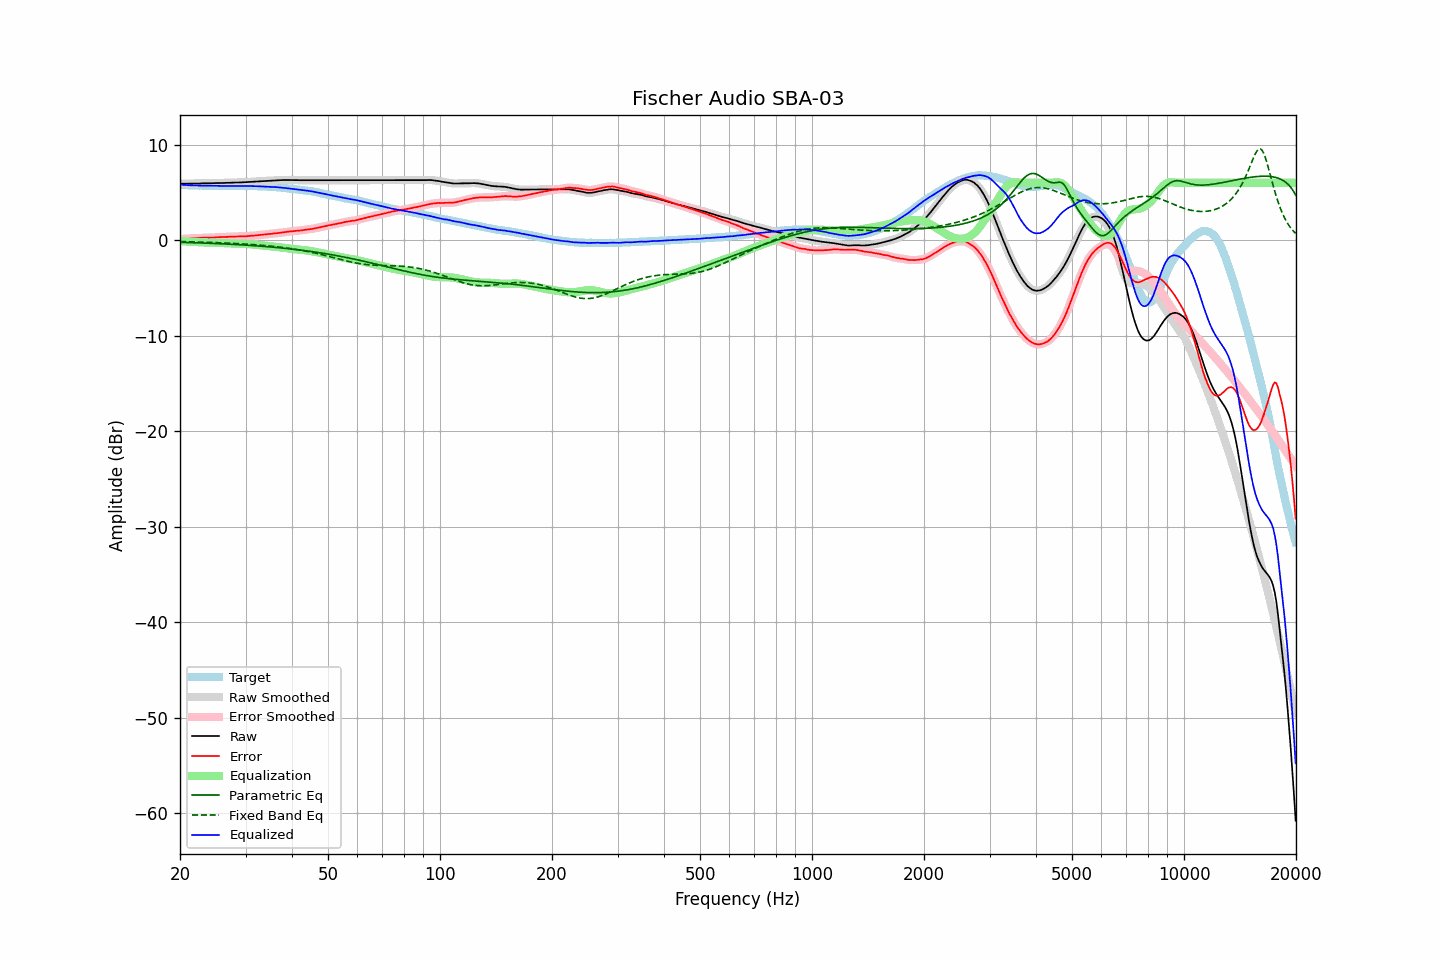 Fischer Audio SBA-03
Amplitude (dBr)
10
0
−10
−20
−30
−40
−50
−60
Target
Raw Smoothed
Error Smoothed
Raw
Error
Equalization
Parametric Eq
Fixed Band Eq
Equalized
20 50 100 200 500 1000 2000 5000 10000 20000
Frequency (Hz)